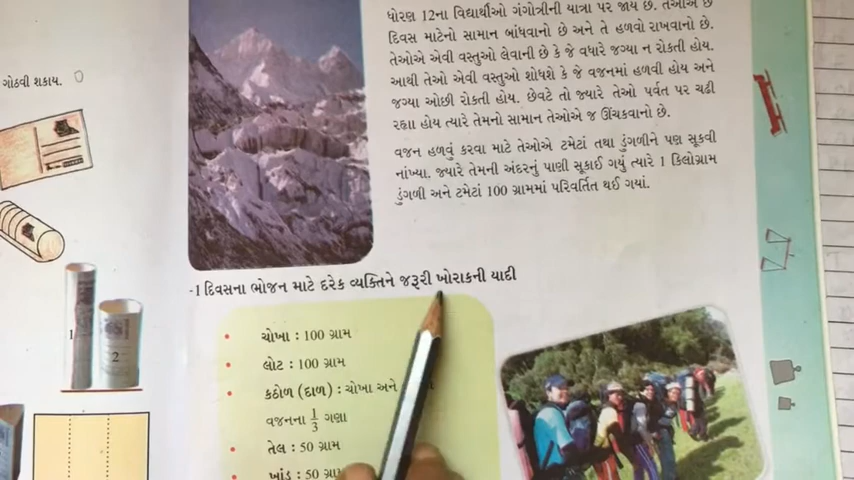 ધોરણ 12ના વિદ્યાર્થીઓ ગંગોત્રીની યાત્રા પર જાય છે. તેઓએ છ
દિવસ માટેનો સામાન બાંધવાનો છે અને તે હળવો રાખવાનો છે.
તેઓએ એવી વસ્તુઓ લેવાની છે કે જે વધારે જગ્યા ન રોકતી હોય.
આથી તેઓ એવી વસ્તુઓ શોધશે કે જે વજનમાં હળવી હોય અને
જગ્યા ઓછી રોકતી હોય. છેવટે તો જ્યારે તેઓ પર્વત પર ચઢી
રહ્યા હોય ત્યારે તેમનો સામાન તેઓએ જ ઊંચકવાનો છે.
વજન હળવું કરવા માટે તેઓએ ટમેટાં તથા ડુંગળીને પણ સૂકવી
નાંખ્યા. જ્યારે તેમની અંદરનું પાણી સૂકાઈ ગયું ત્યારે 1 કિલોગ્રામ
ડુંગળી અને ટમેટાં 100 ગ્રામમાં પરિવર્તિત થઈ ગયાં.
ગોઠવી શકાય.
-1 દિવસના ભોજન માટે દરેક વ્યક્તિને જરૂરી ખોરાકની યાદી
• ચોખા : 100 ગ્રામ
• લોટ : 100 ગ્રામ
• કઠોળ (દાળ) : ચોખા અને
વજનના 1/3 ગણા
• તેલ : 50 ગ્રામ
• ખાંડ : 50
1
2